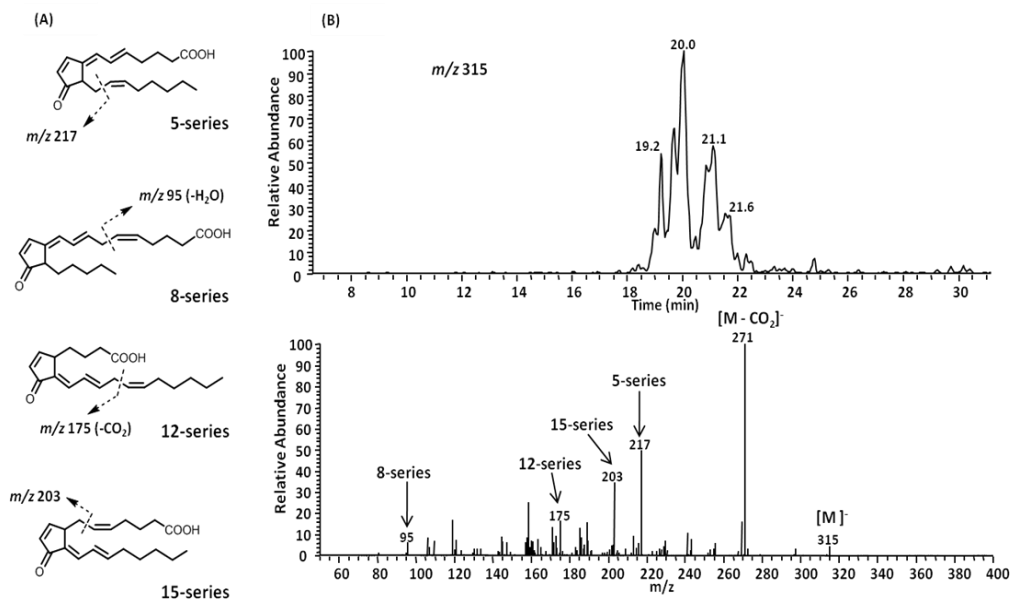 (A)
COOH
O
m/z 217
5-series
m/z 95 (-H₂O)
COOH
O
8-series
COOH
O
m/z 175 (-CO₂)
12-series
m/z 203
COOH
O
15-series
(B)
m/z 315
Relative Abundance
100
90
80
70
60
50
40
30
20
10
0
19.2
20.0
21.1
21.6
8 10 12 14 16 18 20 22 24 26 28 30
Time (min)
[M - CO₂]⁻
271
Relative Abundance
100
90
80
70
60
50
40
30
20
10
0
8-series
95
12-series
175
15-series
203
5-series
217
[M ]⁻
315
60 80 100 120 140 160 180 200 220 240 260 280 300 320 340 360 380 400
m/z